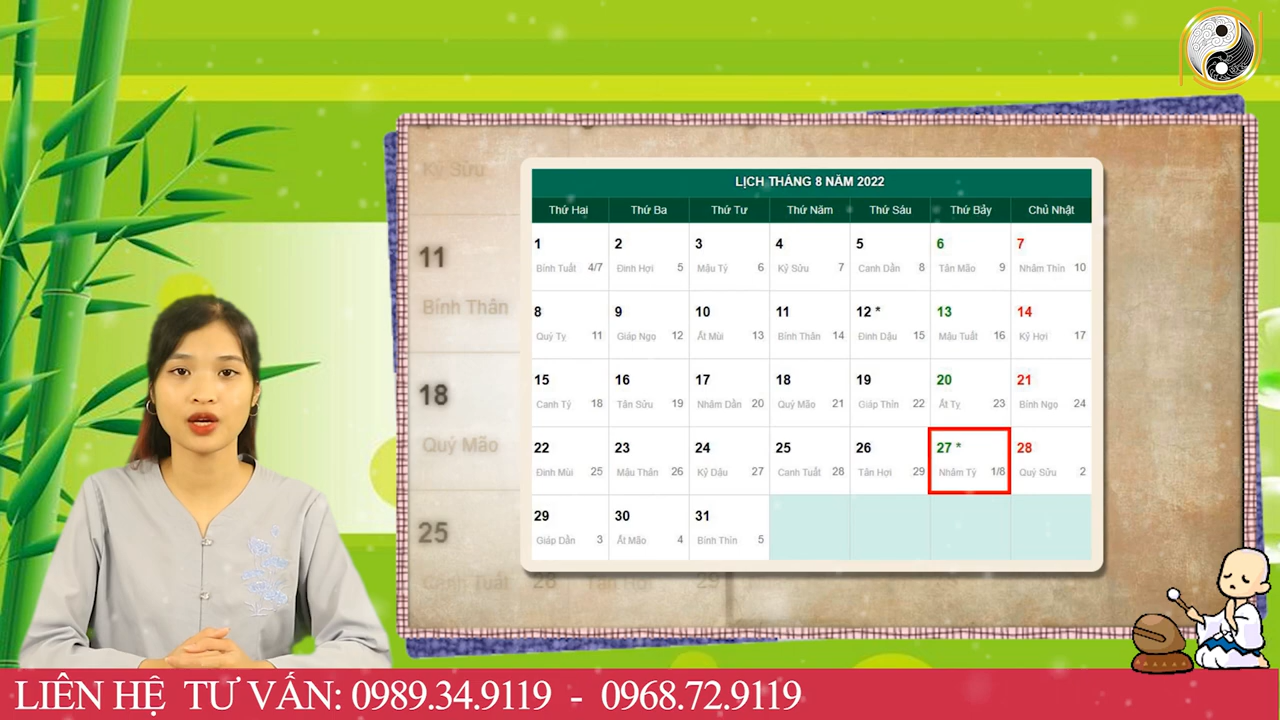 LỊCH THÁNG 8 NĂM 2022
Thứ Hai Thứ Ba Thứ Tư Thứ Năm Thứ Sáu Thứ Bảy Chủ Nhật
1 2 3 4 5 6 7
Bính Tuất 4/7 Đinh Hợi 5 Mậu Tý 6 Kỷ Sửu 7 Canh Dần 8 Tân Mão 9 Nhâm Thìn 10
8 9 10 11 12 * 13 14
Quý Tỵ 11 Giáp Ngọ 12 Ất Mùi 13 Bính Thân 14 Đinh Dậu 15 Mậu Tuất 16 Kỷ Hợi 17
15 16 17 18 19 20 21
Canh Tý 18 Tân Sửu 19 Nhâm Dần 20 Quý Mão 21 Giáp Thìn 22 Ất Tỵ 23 Bính Ngọ 24
22 23 24 25 26 27 * 28
Đinh Mùi 25 Mậu Thân 26 Kỷ Dậu 27 Canh Tuất 28 Tân Hợi 29 Nhâm Tý 1/8 Quý Sửu 2
29 30 31
Giáp Dần 3 Ất Mão 4 Bính Thìn 5
Kỷ Sửu
11
Bính Thân
18
Quý Mão
25
Canh Tuất 26 Tân Hợi 29
LIÊN HỆ TƯ VẤN: 0989.34.9119 - 0968.72.9119